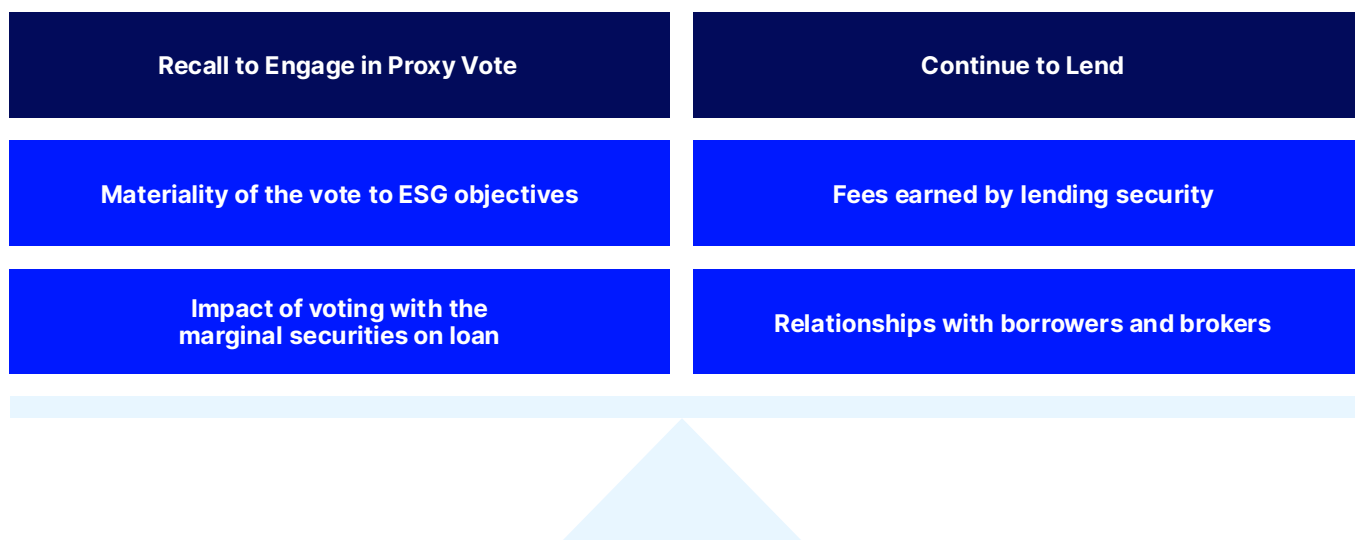 Recall to Engage in Proxy Vote
Continue to Lend
Materiality of the vote to ESG objectives
Fees earned by lending security
Impact of voting with the
marginal securities on loan
Relationships with borrowers and brokers